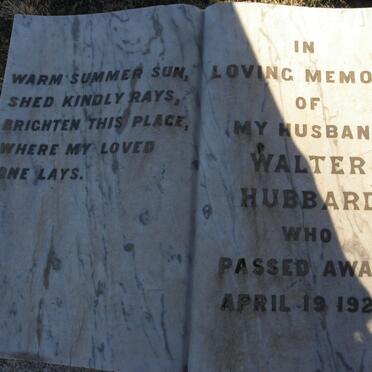 WARM SUMMER SUN,
SHED KINDLY RAYS,
BRIGHTEN THIS PLACE,
WHERE MY LOVED
ONE LAYS.
IN
LOVING MEMO
OF
MY HUSBAN
WALTER
HUBBARD
WHO
PASSED AWA
APRIL 19 192